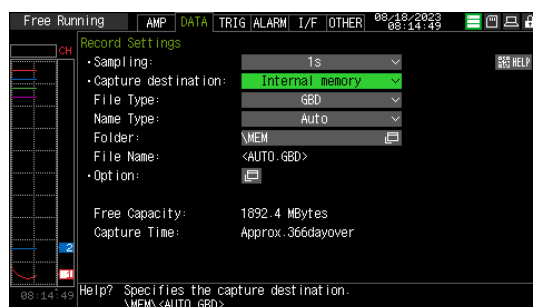 Free Running AMP DATA TRIG ALARM I/F OTHER 08/18/2023
08:14:49
CH Record Settings
•Sampling: 1s
HELP
•Capture destination: Internal memory
File Type: GBD
Name Type: Auto
Folder: \MEM
File Name: <AUTO.GBD>
•Option:
Free Capacity: 1892.4 MBytes
Capture Time: Approx.366dayover
2
1
08:14:49 Help? Specifies the capture destination.
\MEM\<AUTO.GBD>